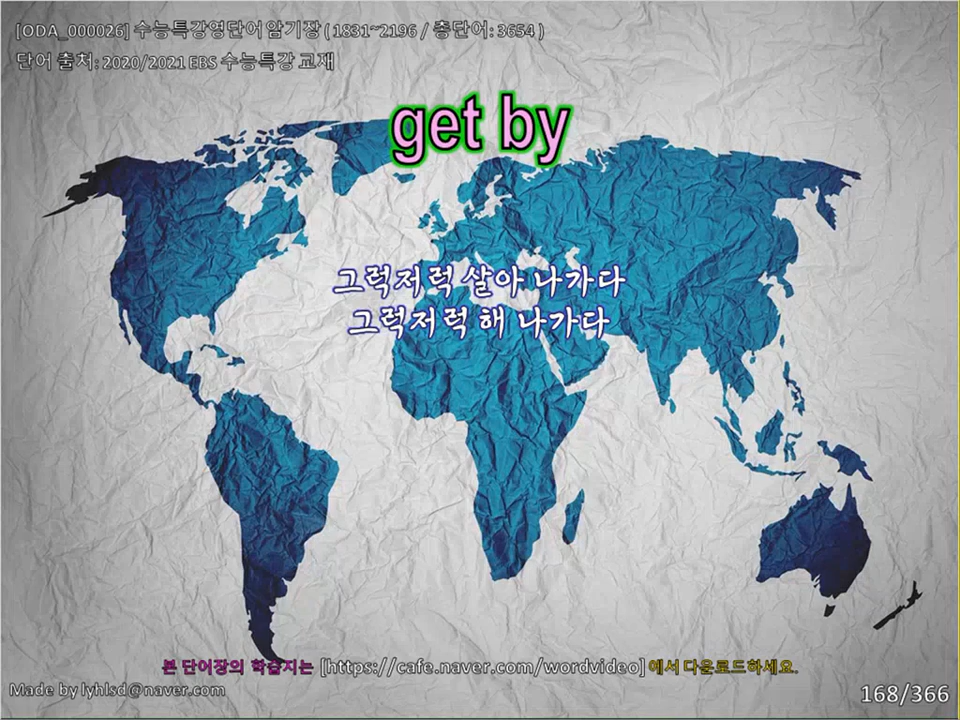 [ODA_000026] 수능특강영단어 암기장 ( 1831~2196 / 총단어: 3654 )
단어 출처: 2020/2021 EBS 수능특강 교재
get by
그럭저럭 살아 나가다
그럭저럭 해 나가다
본 단어장의 학습지는 [https://cafe.naver.com/wordvideo] 에서 다운로드하세요.
Made by lyhlsd@naver.com
168/366